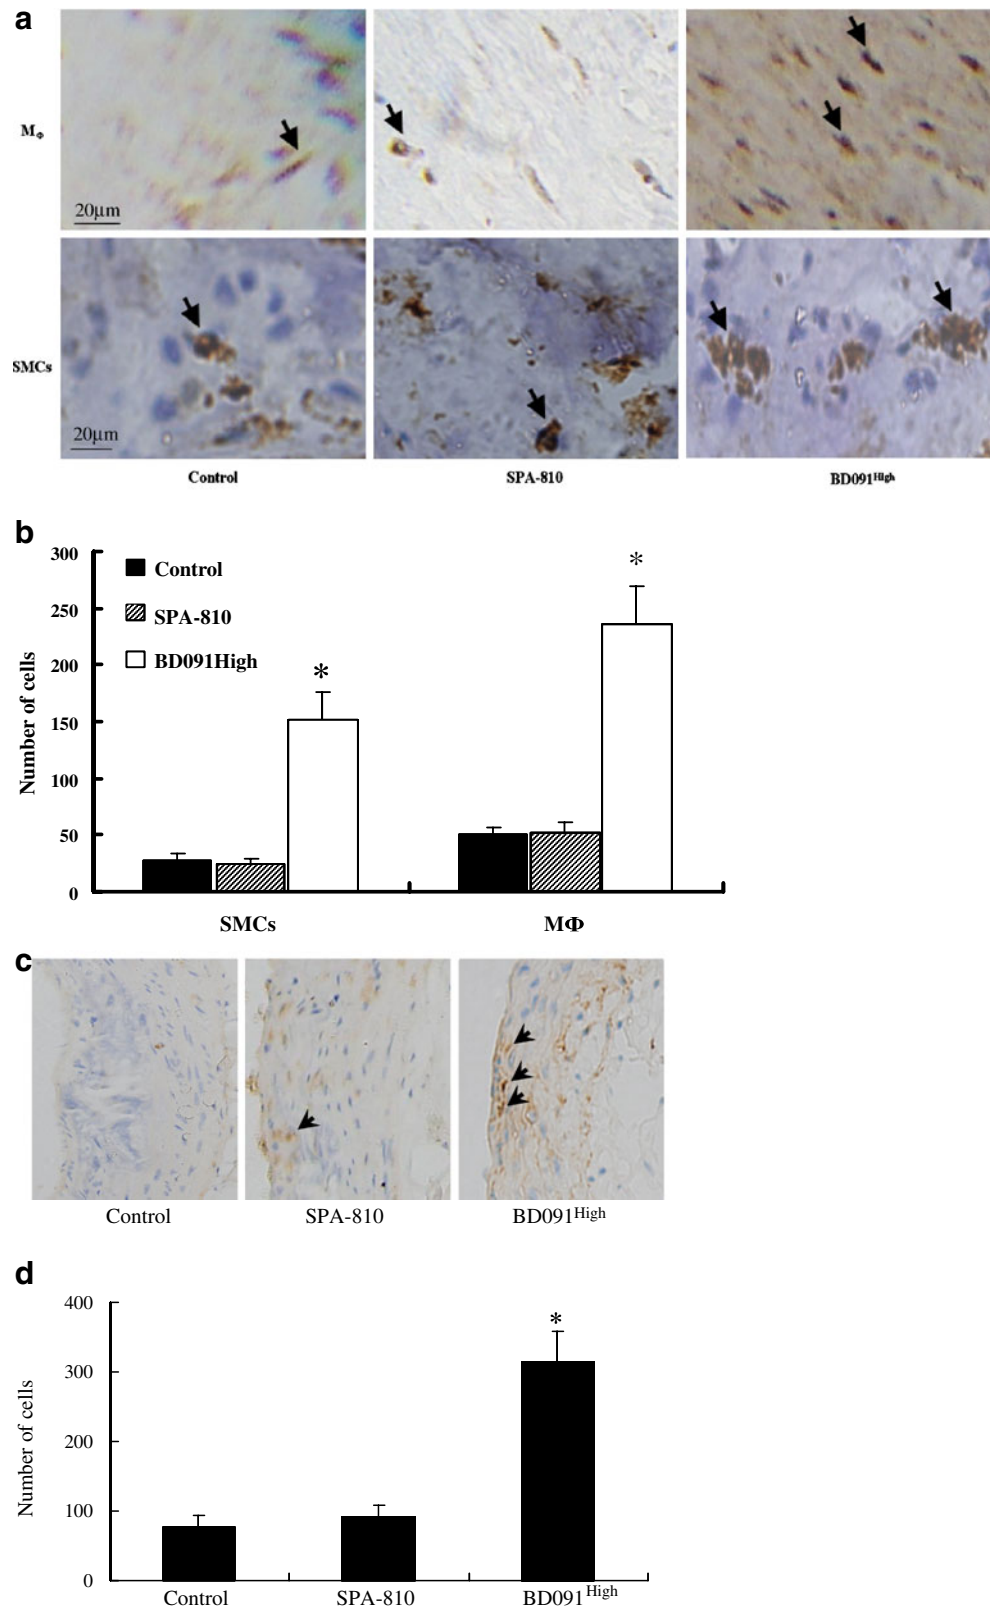 a
MΦ
20μm
SMCs
20μm
Control SPA-810 BD091High
b
300
250
200
150
100
50
0
Number of cells
Control
SPA-810
BD091High
*
*
SMCs MΦ
c
Control SPA-810 BD091High
d
400
300
200
100
0
Number of cells
*
Control SPA-810 BD091High